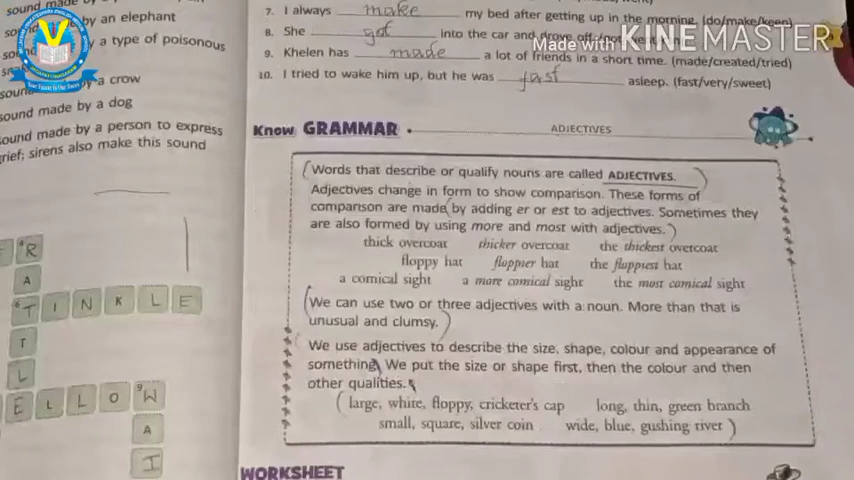 sound made by
by an elephant
by a type of poisonous
by a crow
sound made by a dog
sound made by a person to express
grief; sirens also make this sound
R
A
T I N K L E
T
L
E L L O W
A
I
7. I always make my bed after getting up in the morning. (do/make/keep)
8. She got into the car and drove off.
Made with KINEMASTER
9. Khelen has made a lot of friends in a short time. (made/created/tried)
10. I tried to wake him up, but he was fast asleep. (fast/very/sweet)
Know GRAMMAR
ADJECTIVES
Words that describe or qualify nouns are called ADJECTIVES.
Adjectives change in form to show comparison. These forms of
comparison are made by adding er or est to adjectives. Sometimes they
are also formed by using more and most with adjectives.
thick overcoat thicker overcoat the thickest overcoat
floppy hat floppier hat the floppiest hat
a comical sight a more comical sight the most comical sight
We can use two or three adjectives with a noun. More than that is
unusual and clumsy.
We use adjectives to describe the size, shape, colour and appearance of
something. We put the size or shape first, then the colour and then
other qualities.
large, white, floppy, cricketer's cap long, thin, green branch
small, square, silver coin wide, blue, gushing river
WORKSHEET